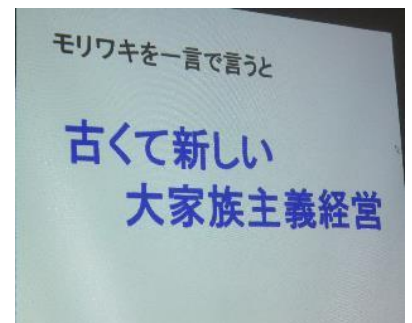 モリワキを一言で言うと
古くて新しい
大家族主義経営